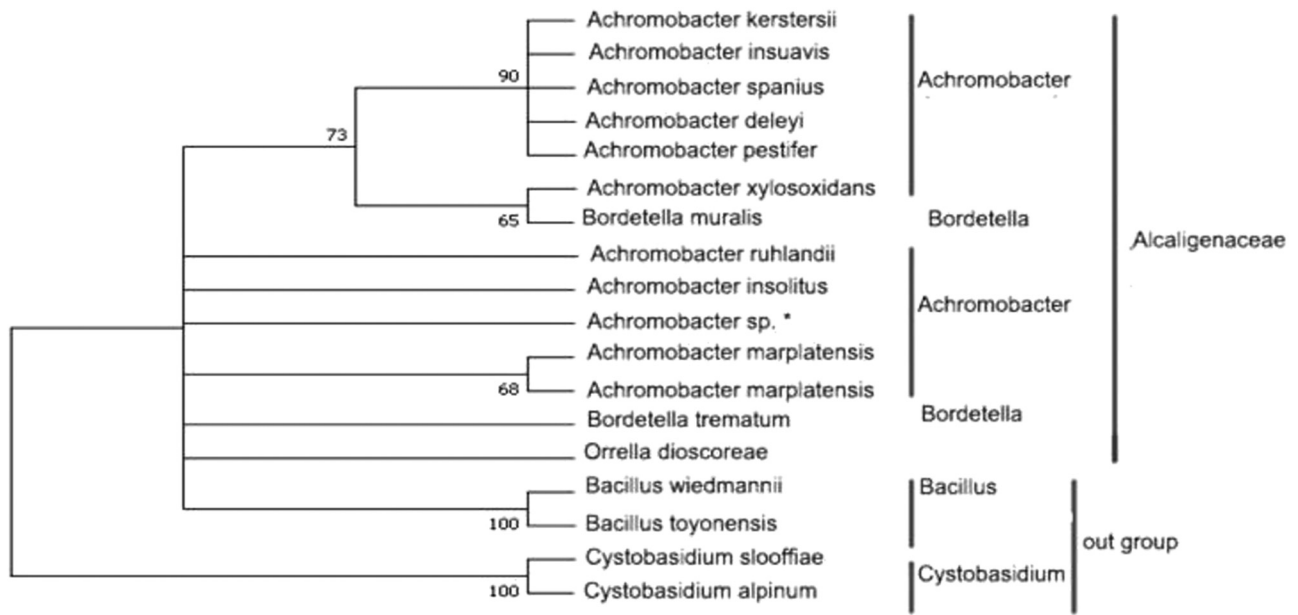 Achromobacter kerstersii
Achromobacter insuavis
90
Achromobacter spanius
Achromobacter
Achromobacter deleyi
73
Achromobacter pestifer
Achromobacter xylosoxidans
65
Bordetella muralis
Bordetella
Alcaligenaceae
Achromobacter ruhlandii
Achromobacter insolitus
Achromobacter
Achromobacter sp. *
Achromobacter marplatensis
68
Achromobacter marplatensis
Bordetella trematum
Bordetella
Orrella dioscoreae
Bacillus wiedmannii
Bacillus
100
Bacillus toyonensis
out group
Cystobasidium slooffiae
Cystobasidium
100
Cystobasidium alpinum